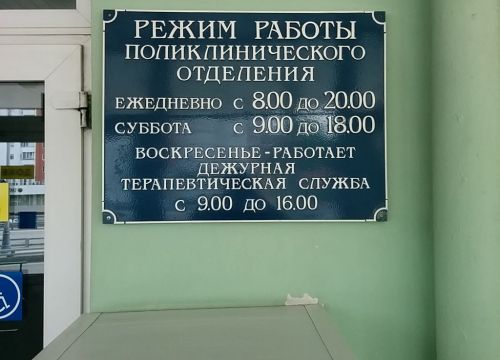 РЕЖИМ РАБОТЫ
ПОЛИКЛИНИЧЕСКОГО
ОТДЕЛЕНИЯ
ЕЖЕДНЕВНО С 8.00 ДО 20.00
СУББОТА С 9.00 ДО 18.00
ВОСКРЕСЕНЬЕ-РАБОТАЕТ
ДЕЖУРНАЯ
ТЕРАПЕВТИЧЕСКАЯ СЛУЖБА
С 9.00 ДО 16.00